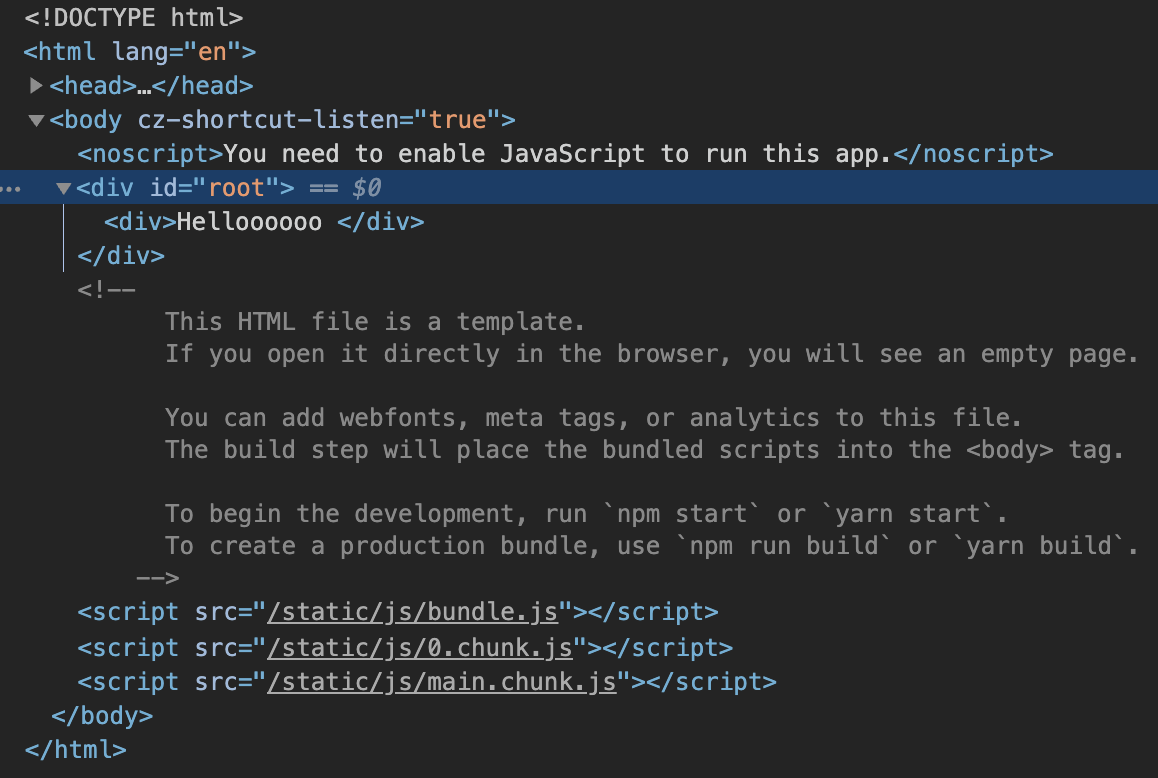 <!DOCTYPE html>
<html lang="en">
<head>…</head>
<body cz-shortcut-listen="true">
<noscript>You need to enable JavaScript to run this app.</noscript>
… <div id="root"> == $0
<div>Helloooooo </div>
</div>
<!--
This HTML file is a template.
If you open it directly in the browser, you will see an empty page.
You can add webfonts, meta tags, or analytics to this file.
The build step will place the bundled scripts into the <body> tag.
To begin the development, run `npm start` or `yarn start`.
To create a production bundle, use `npm run build` or `yarn build`.
-->
<script src="/static/js/bundle.js"></script>
<script src="/static/js/0.chunk.js"></script>
<script src="/static/js/main.chunk.js"></script>
</body>
</html>